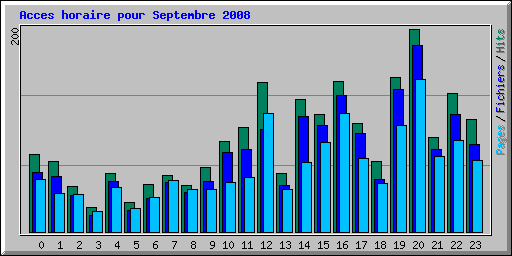 Acces horaire pour Septembre 2008
200
Pages / Fichiers / Hits
0 1 2 3 4 5 6 7 8 9 10 11 12 13 14 15 16 17 18 19 20 21 22 23